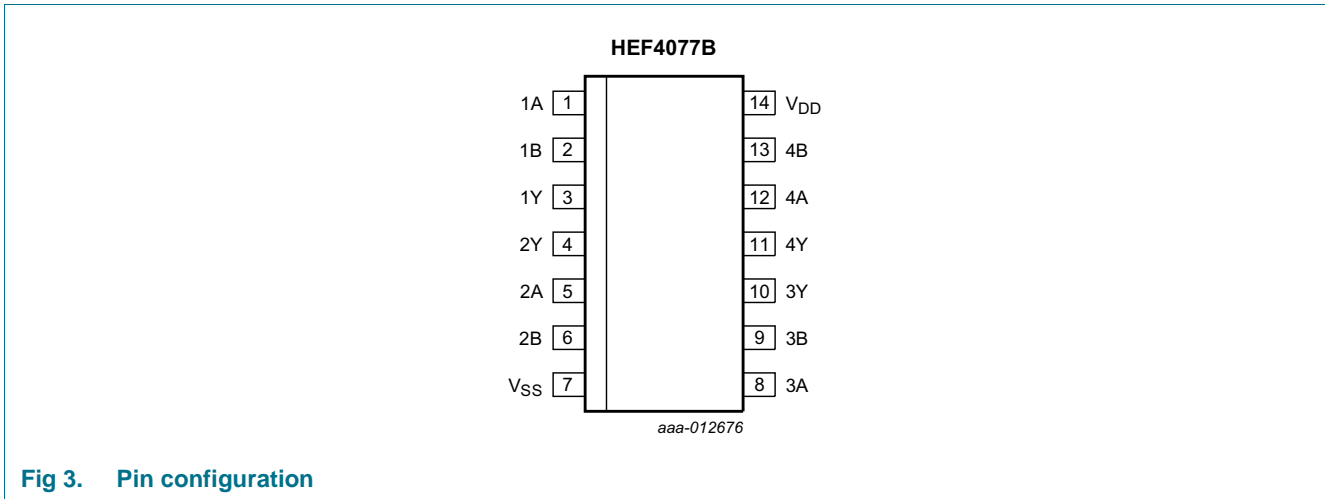 HEF4077B
1A 1 14 VDD
1B 2 13 4B
1Y 3 12 4A
2Y 4 11 4Y
2A 5 10 3Y
2B 6 9 3B
VSS 7 8 3A
aaa-012676
Fig 3. Pin configuration